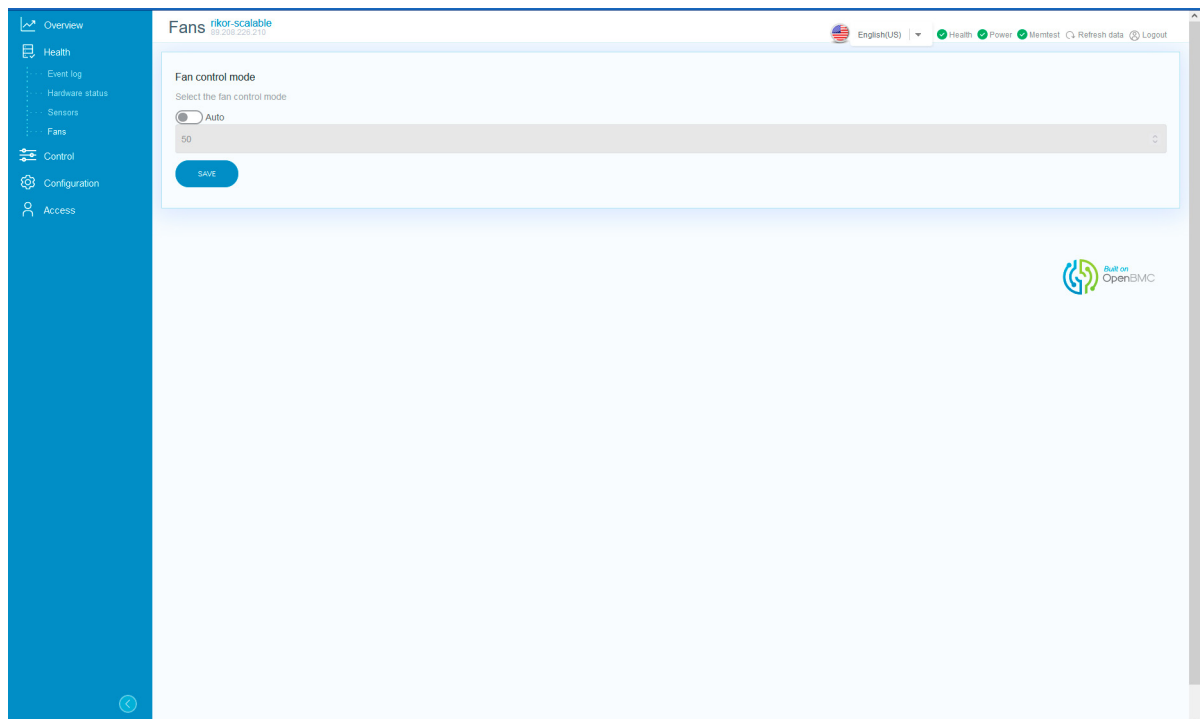 Overview
Health
Event log
Hardware status
Sensors
Fans
Control
Configuration
Access
Fans rikor-scalable
89.208.226.210
English(US) Health Power Memtest Refresh data Logout
Fan control mode
Select the fan control mode
Auto
50
SAVE
Built on
OpenBMC